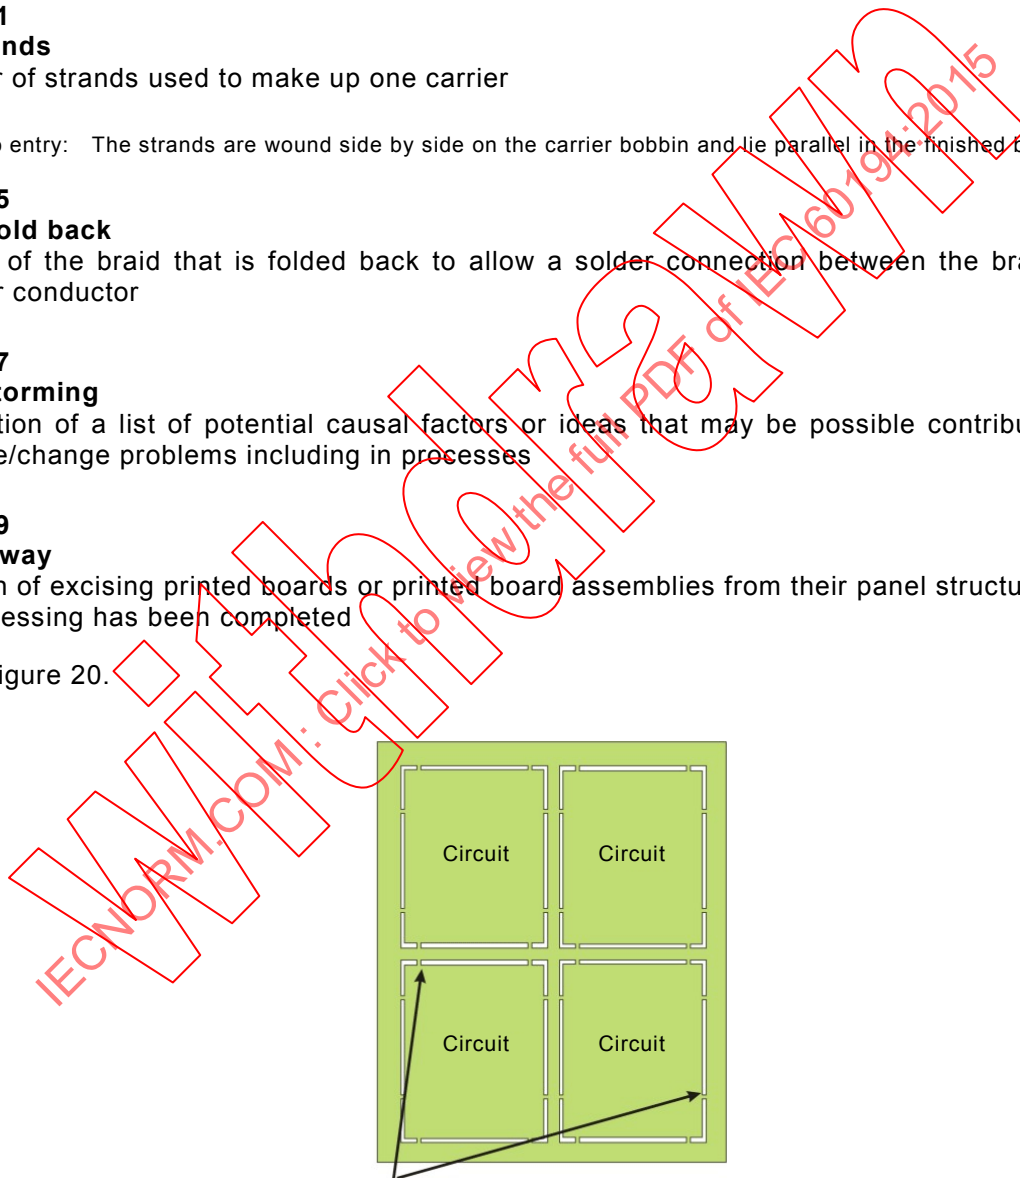 1
nds
r of strands used to make up one carrier
o entry: The strands are wound side by side on the carrier bobbin and lie parallel in the finished b
5
old back
of the braid that is folded back to allow a solder connection between the bra
r conductor
7
torming
tion of a list of potential causal factors or ideas that may be possible contribu
e/change problems including in processes
9
way
n of excising printed boards or printed board assemblies from their panel structu
essing has been completed
igure 20.
Circuit Circuit
Circuit Circuit
withdrawn
IECNORM.COM : Click to view the full PDF of IEC 60194:2015